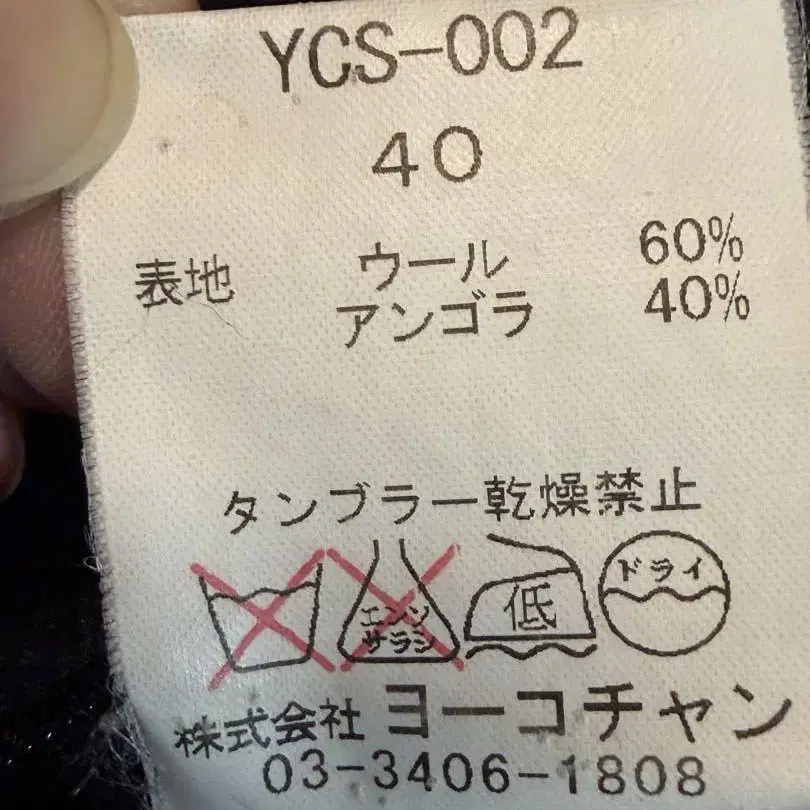 YCS-002
40
表地 ウール 60%
アンゴラ 40%
タンブラー乾燥禁止
エンソ
サラシ
低
ドライ
株式会社 ヨーコチャン
03-3406-1808